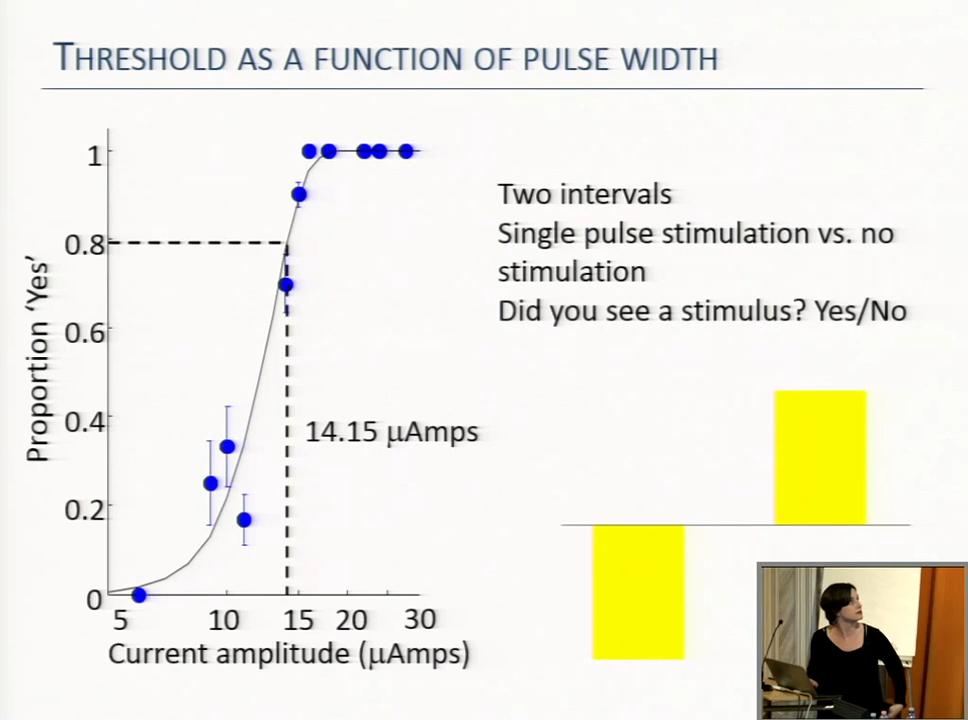 THRESHOLD AS A FUNCTION OF PULSE WIDTH
1
0.8
0.6
0.4
0.2
0
Proportion ‘Yes’
5 10 15 20 30
Current amplitude (µAmps)
14.15 µAmps
Two intervals
Single pulse stimulation vs. no
stimulation
Did you see a stimulus? Yes/No